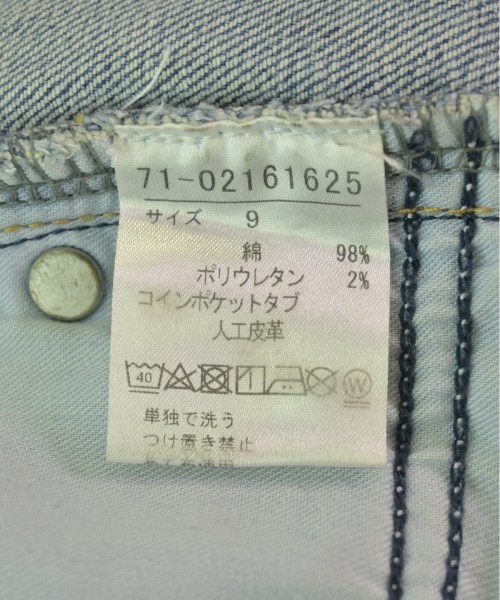 71-02161625
サイズ 9
綿 98%
ポリウレタン 2%
コインポケットタブ
人工皮革
40 W
単独で洗う
つけ置き禁止